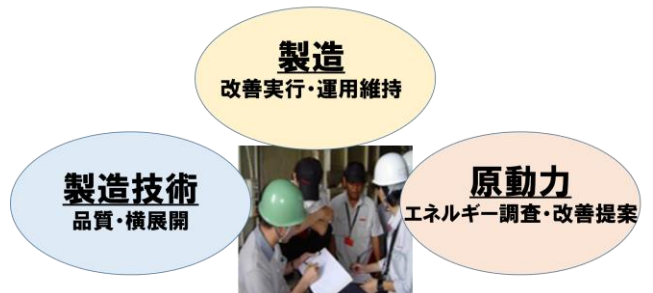 製造
改善実行・運用維持
製造技術
品質・横展開
原動力
エネルギー調査・改善提案